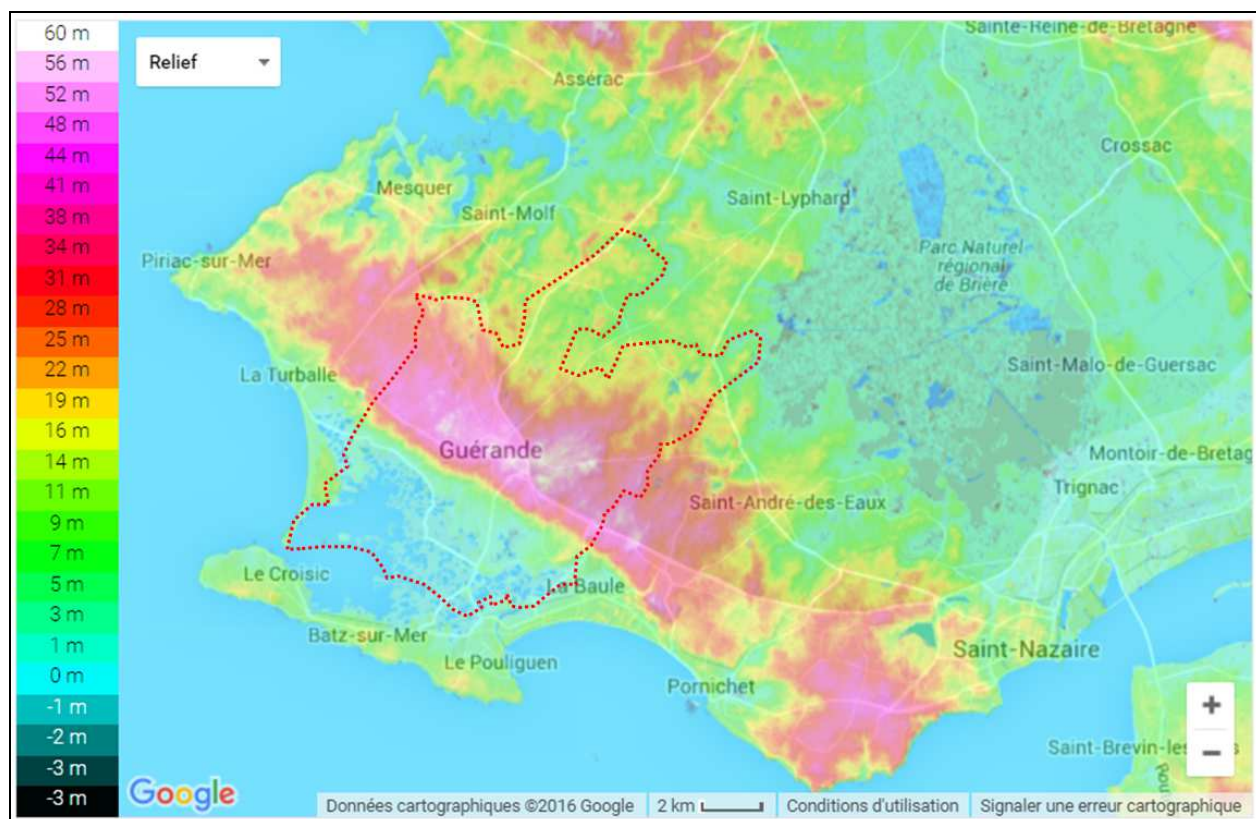 60 m
56 m
52 m
48 m
44 m
41 m
38 m
34 m
31 m
28 m
25 m
22 m
19 m
16 m
14 m
11 m
9 m
7 m
5 m
3 m
1 m
0 m
-1 m
-2 m
-3 m
-3 m
Relief
Sainte-Reine-de-Bretagne
Assérac
Crossac
Mesquer
Saint-Lyphard
Saint-Molf
Parc Naturel
régional
de Brière
Piriac-sur-Mer
Saint-Malo-de-Guersac
La Turballe
Guérande
Montoir-de-Bretag
Trignac
Saint-André-des-Eaux
Le Croisic
La Baule
Batz-sur-Mer
Le Pouliguen
Saint-Nazaire
Pornichet
+
Saint-Brevin-les
−
Google
Données cartographiques ©2016 Google
2 km
Conditions d'utilisation
Signaler une erreur cartographique